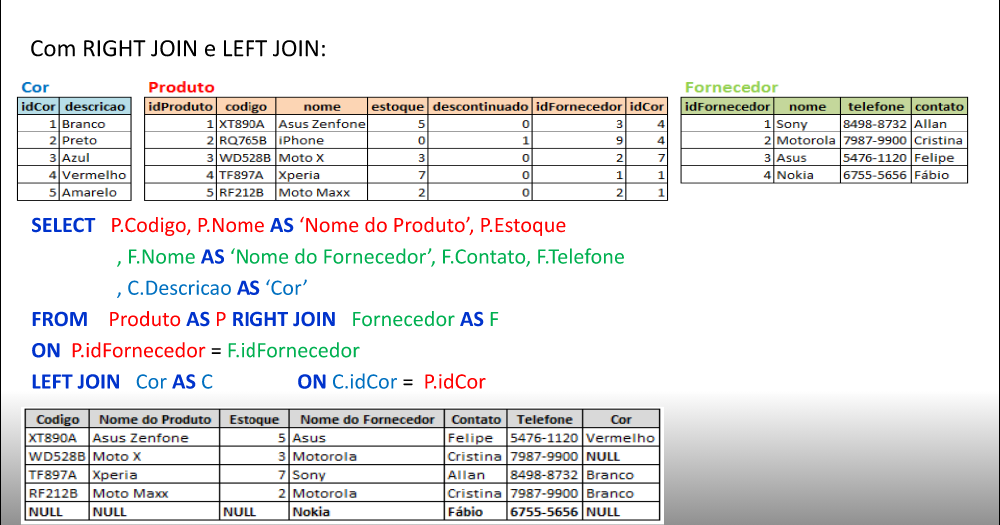 Com RIGHT JOIN e LEFT JOIN:
Cor Produto Fornecedor
idCor descricao idProduto codigo nome estoque descontinuado idFornecedor idCor idFornecedor nome telefone contato
1 Branco 1 XT890A Asus Zenfone 5 0 3 4 1 Sony 8498-8732 Allan
2 Preto 2 RQ765B iPhone 0 1 9 4 2 Motorola 7987-9900 Cristina
3 Azul 3 WD528B Moto X 3 0 2 7 3 Asus 5476-1120 Felipe
4 Vermelho 4 TF897A Xperia 7 0 1 1 4 Nokia 6755-5656 Fábio
5 Amarelo 5 RF212B Moto Maxx 2 0 2 1
SELECT P.Codigo, P.Nome AS ‘Nome do Produto’, P.Estoque
, F.Nome AS ‘Nome do Fornecedor’, F.Contato, F.Telefone
, C.Descricao AS ‘Cor’
FROM Produto AS P RIGHT JOIN Fornecedor AS F
ON P.idFornecedor = F.idFornecedor
LEFT JOIN Cor AS C ON C.idCor = P.idCor
Codigo Nome do Produto Estoque Nome do Fornecedor Contato Telefone Cor
XT890A Asus Zenfone 5 Asus Felipe 5476-1120 Vermelho
WD528B Moto X 3 Motorola Cristina 7987-9900 NULL
TF897A Xperia 7 Sony Allan 8498-8732 Branco
RF212B Moto Maxx 2 Motorola Cristina 7987-9900 Branco
NULL NULL NULL Nokia Fábio 6755-5656 NULL